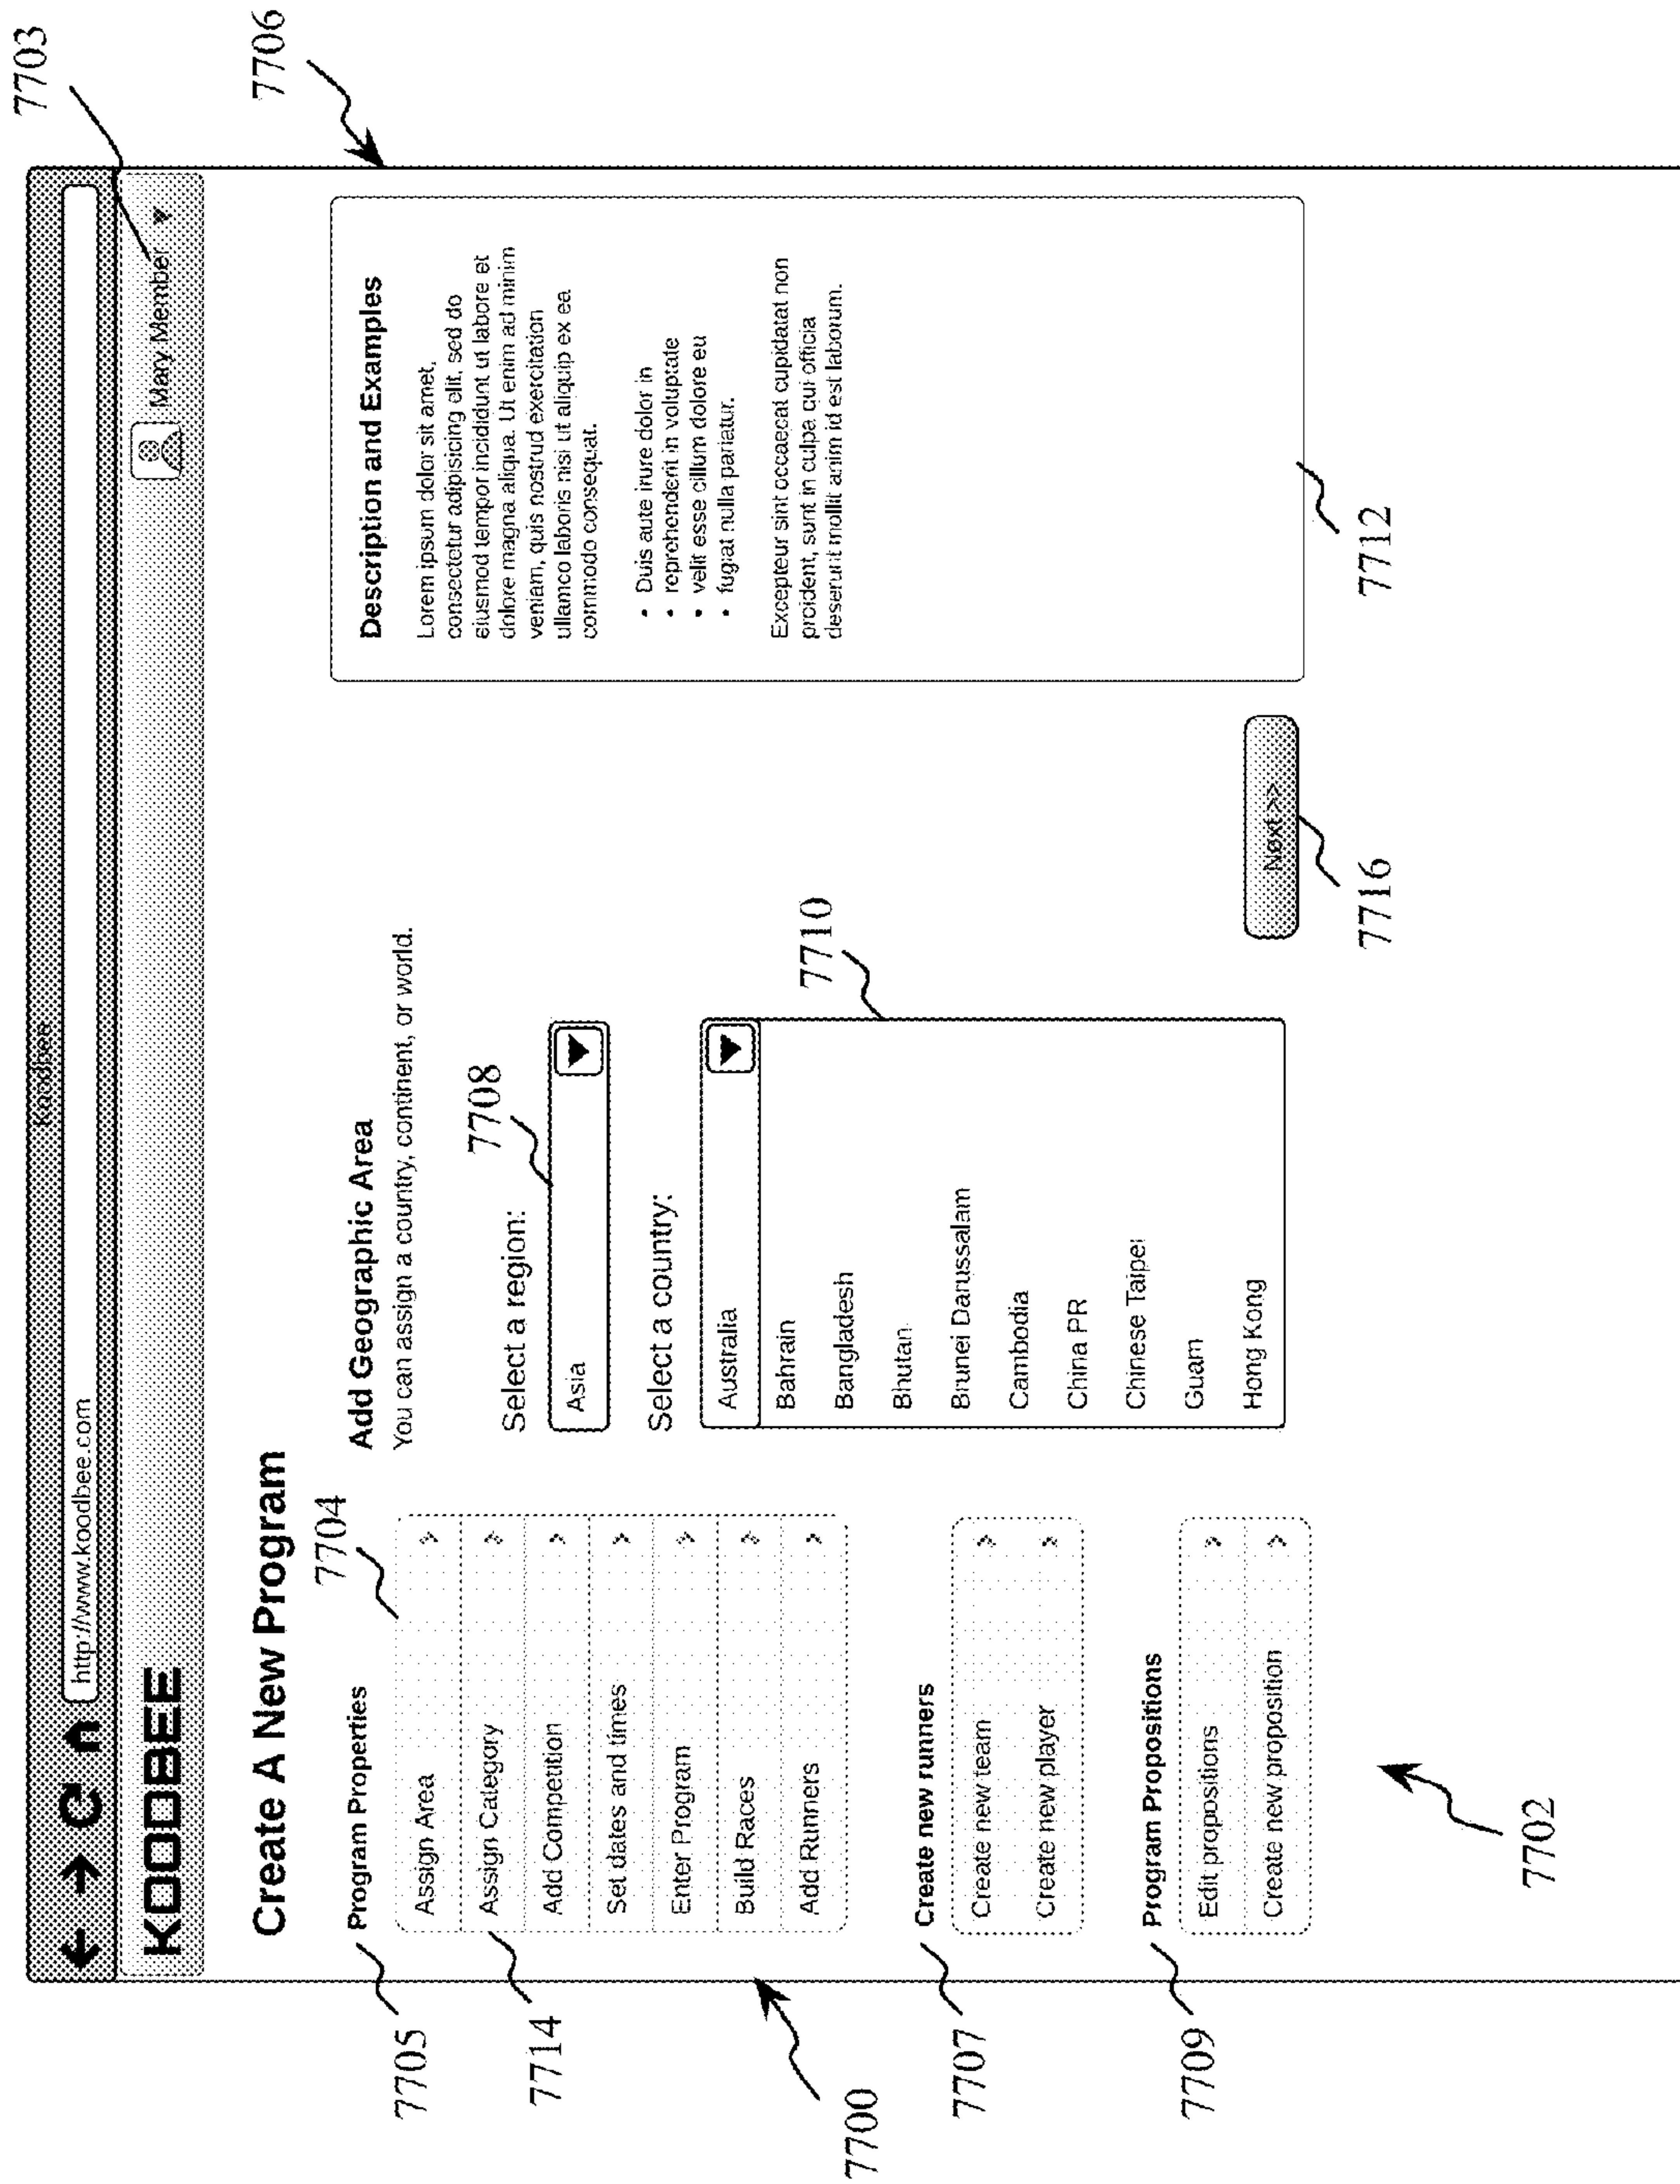 7703
7706
Koodbee
http://www.koodbee.com
KOODBEE
Mary Member
Create A New Program
7704
7705
Program Properties
Assign Area
Assign Category
Add Competition
Set dates and times
Enter Program
Build Races
Add Runners
7714
7700
7707
Create new runners
Create new team
Create new player
7709
Program Propositions
Edit propositions
Create new proposition
7702
Add Geographic Area
You can assign a country, continent, or world.
7708
Select a region:
Asia
Select a country:
7710
Australia
Bahrain
Bangladesh
Bhutan
Brunei Darussalam
Cambodia
China PR
Chinese Taipei
Guam
Hong Kong
Next >>
7716
Description and Examples
Lorem ipsum dolor sit amet,
consectetur adipisicing elit, sed do
eiusmod tempor incididunt ut labore et
dolore magna aliqua. Ut enim ad minim
veniam, quis nostrud exercitation
ullamco laboris nisi ut aliquip ex ea
commodo consequat.
• Duis aute irure dolor in
• reprehenderit in voluptate
• velit esse cillum dolore eu
• fugiat nulla pariatur.
Excepteur sint occaecat cupidatat non
proident, sunt in culpa qui officia
deserunt mollit anim id est laborum.
7712